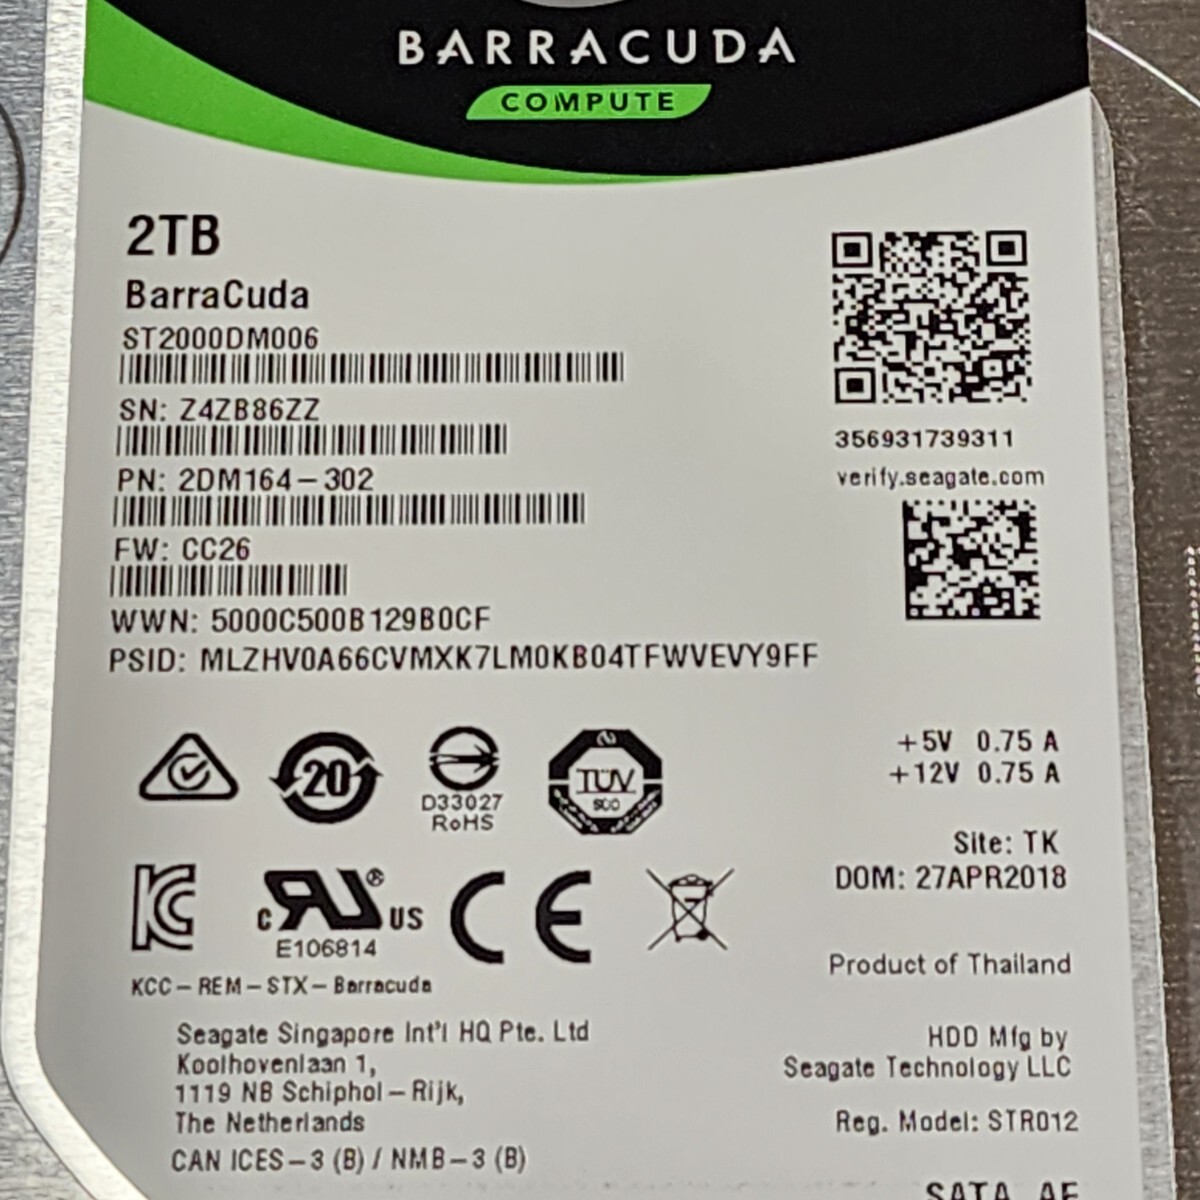 BARRACUDA
COMPUTE
2TB
BarraCuda
ST2000DM006
SN: Z4ZB86ZZ
PN: 2DM164-302
FW: CC26
WWN: 5000C500B129B0CF
PSID: MLZHV0A66CVMXK7LM0KB04TFWVEVY9FF
356931739311
verify.seagate.com
20
D33027
RoHS
TÜV
+5V 0.75 A
+12V 0.75 A
Site: TK
DOM: 27APR2018
Product of Thailand
c RU ® US
E106814
CE
KCC-REM-STX-Barracuda
Seagate Singapore Int'l HQ Pte. Ltd
Koolhovenlaan 1,
1119 NB Schiphol-Rijk,
The Netherlands
CAN ICES-3 (B) / NMB-3 (B)
HDD Mfg by
Seagate Technology LLC
Reg. Model: STR012
SATA AF